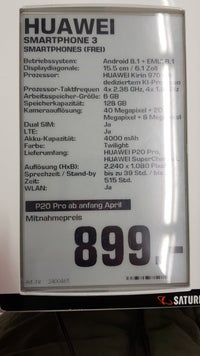 HUAWEI
SMARTPHONE 3
SMARTPHONES (FREI)
Betriebssystem: Android 8.1 + EMUI 8.1
Displaydiagonale: 15.5 cm / 6.1 Zoll
Prozessor: HUAWEI Kirin 970
dedizierten KI-Prozessor
Prozessor-Taktfrequenz 4x 2.36 GHz, 4x
Arbeitsspeicher-Größe: 6 GB
Speicherkapazität: 128 GB
Kameraauflösung: 40 Megapixel + 20
Megapixel + 8 Megapixel
Dual SIM: Ja
LTE: Ja
Akku-Kapazität: 4000 mAh
Farbe: Twilight
Lieferumfang: HUAWEI P20 Pro,
HUAWEI SuperCharge
Auflösung (HxB): 2.240 x 1.080 Pixel
Sprechzeit / Stand-by bis zu 39 Std. / bis
Zeit: 515 Std.
WLAN: Ja
P20 Pro ab anfang April
Mitnahmepreis
899.-
SATURN